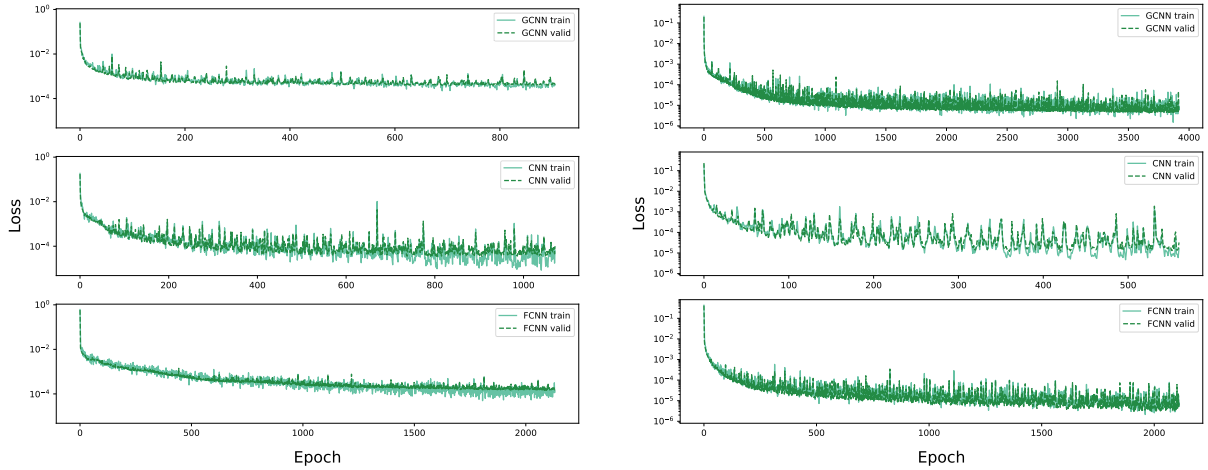 10^0
10^-2
10^-4
GCNN train
GCNN valid
0 200 400 600 800
10^0
10^-2
10^-4
CNN train
CNN valid
0 200 400 600 800 1000
10^0
10^-2
10^-4
FCNN train
FCNN valid
0 500 1000 1500 2000
Loss
Epoch
10^-1
10^-2
10^-3
10^-4
10^-5
10^-6
GCNN train
GCNN valid
0 500 1000 1500 2000 2500 3000 3500 4000
10^-1
10^-2
10^-3
10^-4
10^-5
10^-6
CNN train
CNN valid
0 100 200 300 400 500
10^-1
10^-2
10^-3
10^-4
10^-5
10^-6
FCNN train
FCNN valid
0 500 1000 1500 2000
Loss
Epoch